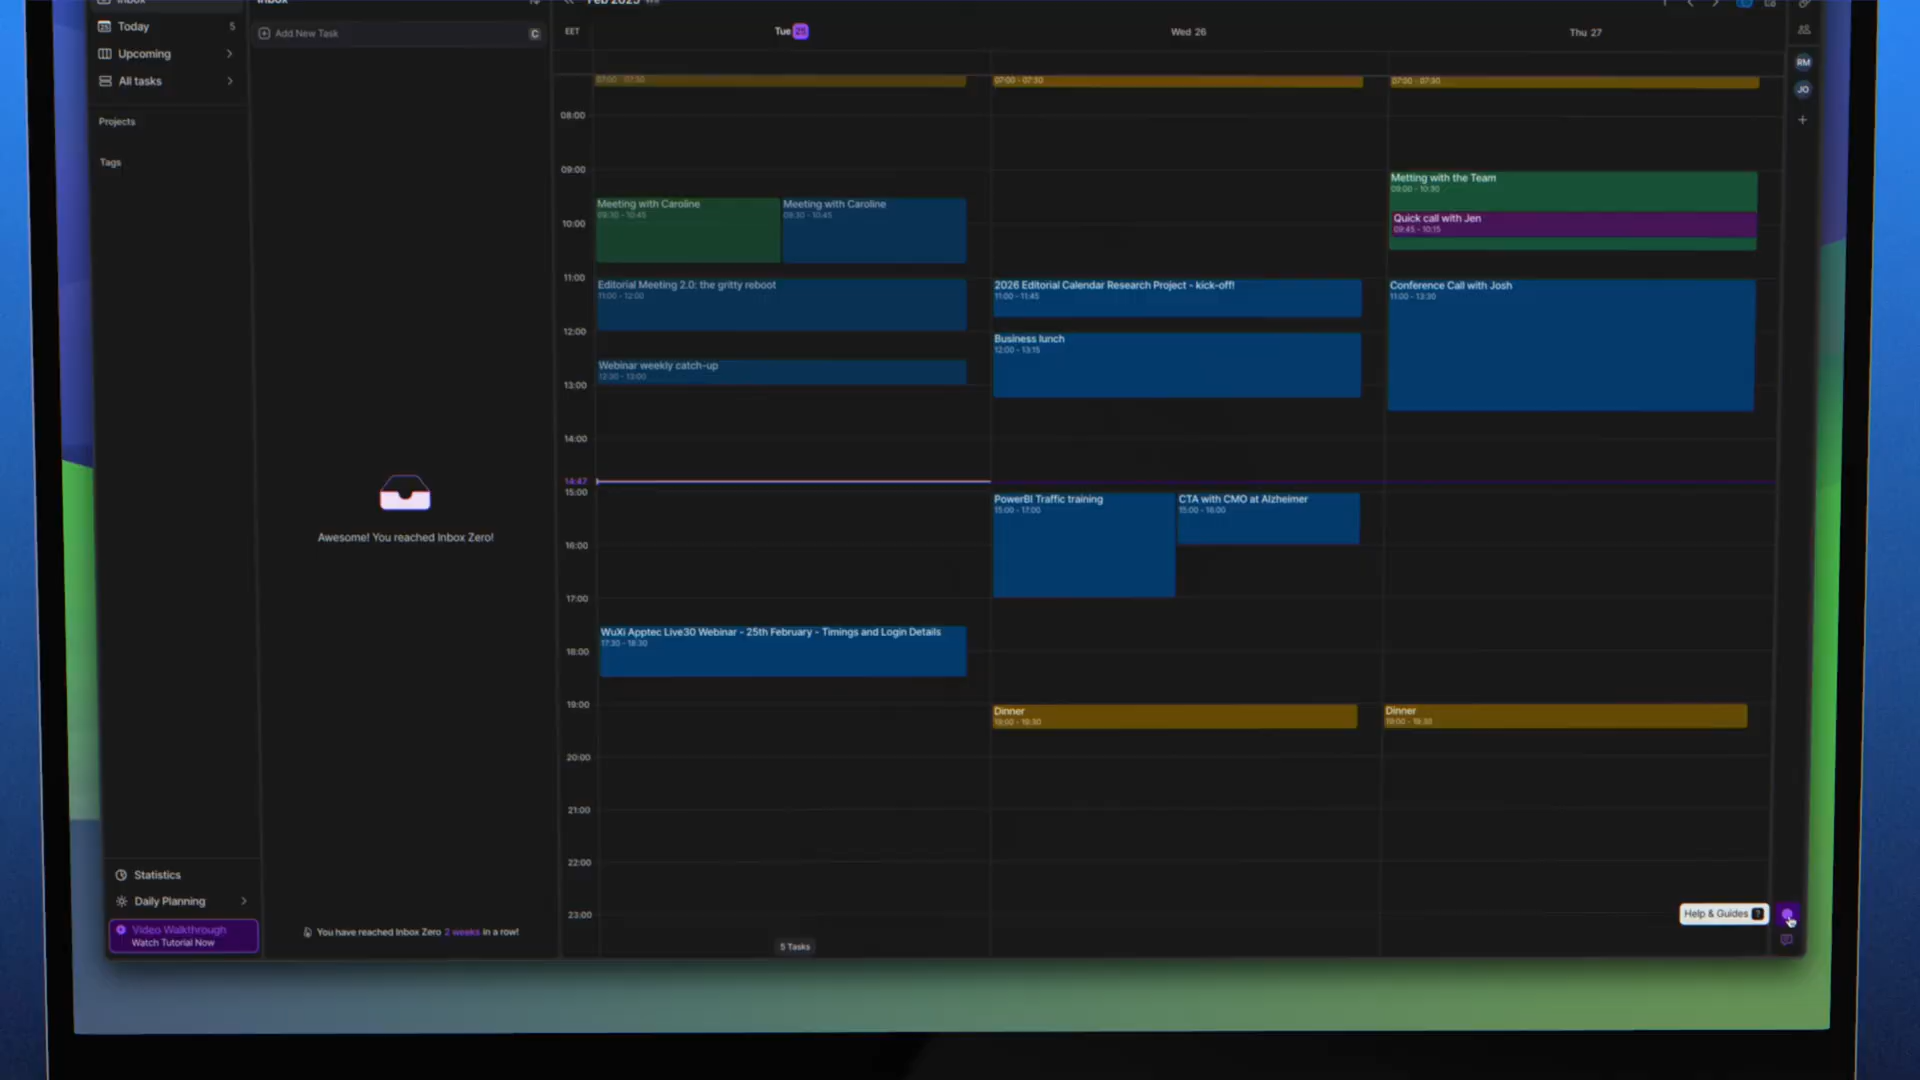 Inbox
Today 5
Upcoming
All tasks
Projects
Tags
Statistics
Daily Planning
Video Walkthrough
Watch Tutorial Now
Inbox
Add New Task C
Awesome! You reached Inbox Zero!
You have reached Inbox Zero 2 weeks in a row!
Feb 2025
EET
Tue 25
Wed 26
Thu 27
07:00 - 07:30
07:00 - 07:30
07:00 - 07:30
08:00
09:00
10:00
11:00
12:00
13:00
14:00
14:47
15:00
16:00
17:00
18:00
19:00
20:00
21:00
22:00
23:00
Meeting with Caroline
09:30 - 10:45
Meeting with Caroline
09:30 - 10:45
Editorial Meeting 2.0: the gritty reboot
11:00 - 12:00
Webinar weekly catch-up
12:30 - 13:00
WuXi Apptec Live30 Webinar - 25th February - Timings and Login Details
17:30 - 18:30
5 Tasks
2026 Editorial Calendar Research Project - kick-off!
11:00 - 11:45
Business lunch
12:00 - 13:15
PowerBI Traffic training
15:00 - 17:00
CTA with CMO at Alzheimer
15:00 - 16:00
Dinner
19:00 - 19:30
Metting with the Team
09:00 - 10:30
Quick call with Jen
09:45 - 10:15
Conference Call with Josh
11:00 - 13:30
Dinner
19:00 - 19:30
RM
JO
Help & Guides ?